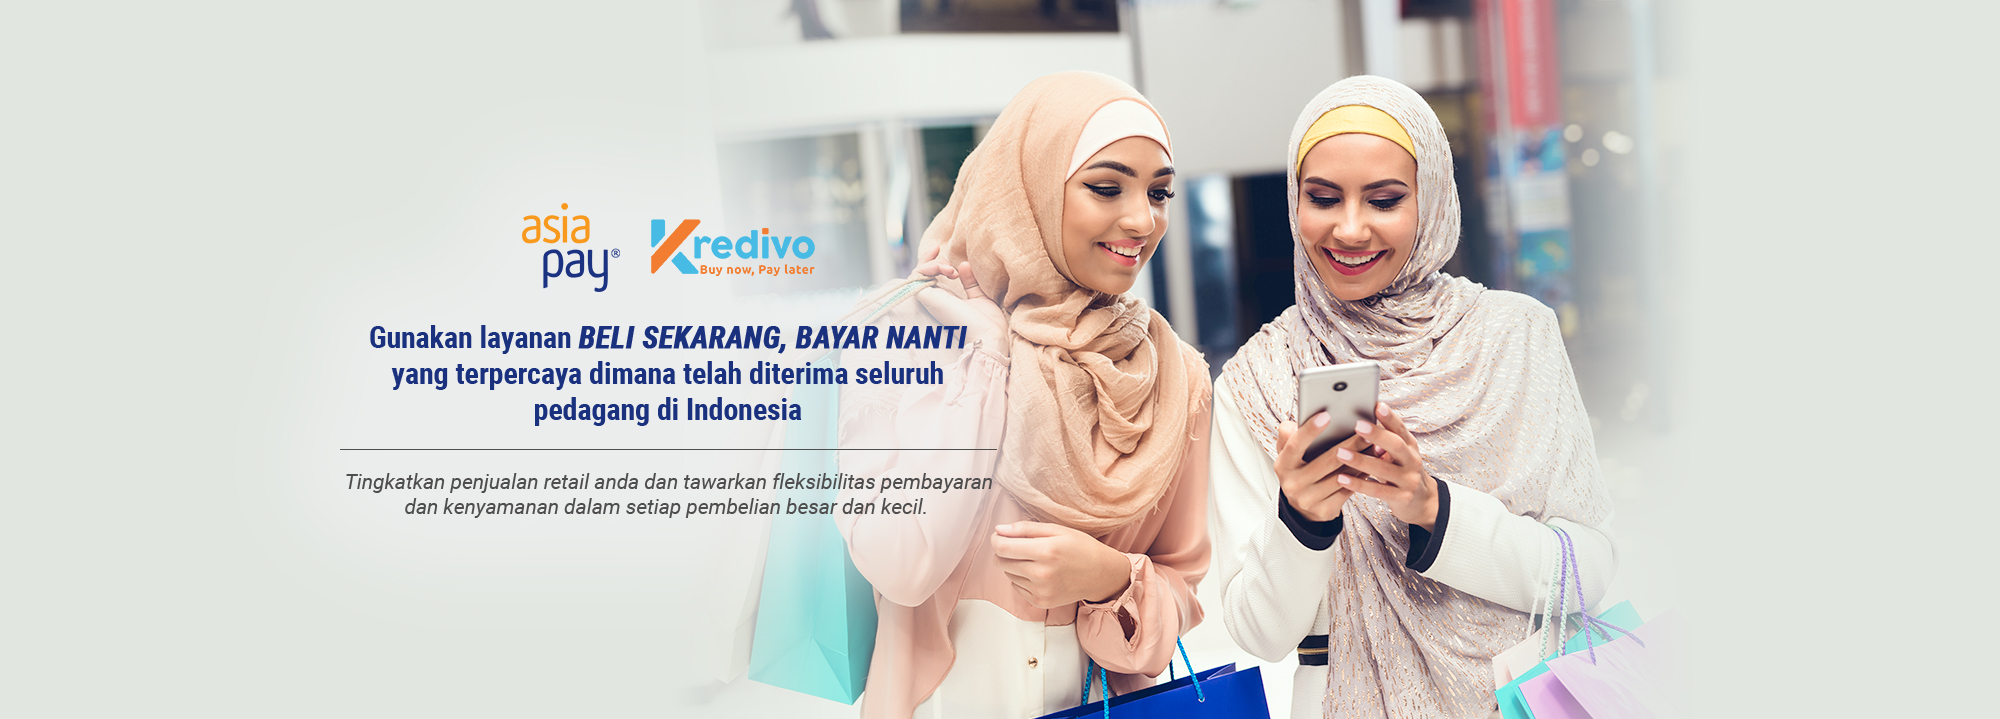 asia
pay®
Kredivo
Buy now, Pay later
Gunakan layanan BELI SEKARANG, BAYAR NANTI
yang terpercaya dimana telah diterima seluruh
pedagang di Indonesia
Tingkatkan penjualan retail anda dan tawarkan fleksibilitas pembayaran
dan kenyamanan dalam setiap pembelian besar dan kecil.